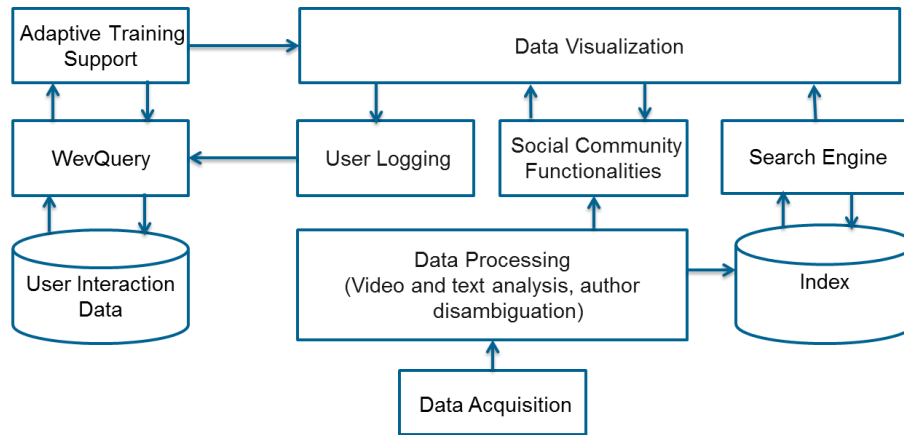 Adaptive Training
Support
Data Visualization
WevQuery
User Logging
Social Community
Functionalities
Search Engine
User Interaction
Data
Data Processing
(Video and text analysis, author
disambiguation)
Index
Data Acquisition